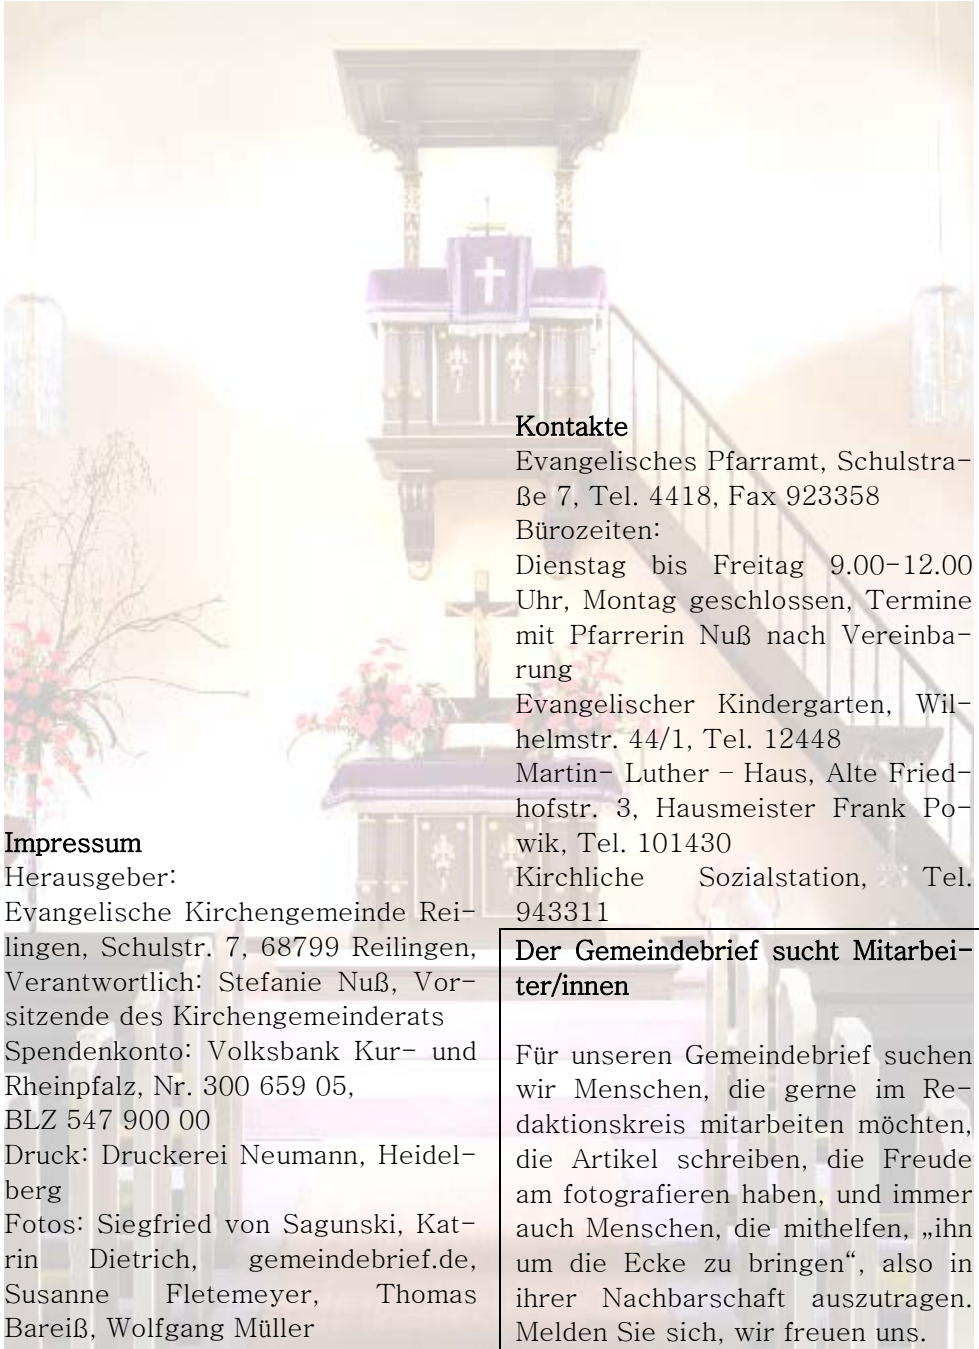 Impressum
Herausgeber:
Evangelische Kirchengemeinde Rei-
lingen, Schulstr. 7, 68799 Reilingen,
Verantwortlich: Stefanie Nuß, Vor-
sitzende des Kirchengemeinderats
Spendenkonto: Volksbank Kur- und
Rheinpfalz, Nr. 300 659 05,
BLZ 547 900 00
Druck: Druckerei Neumann, Heidel-
berg
Fotos: Siegfried von Sagunski, Kat-
rin Dietrich, gemeindebrief.de,
Susanne Fletemeyer, Thomas
Bareiß, Wolfgang Müller
Kontakte
Evangelisches Pfarramt, Schulstra-
ße 7, Tel. 4418, Fax 923358
Bürozeiten:
Dienstag bis Freitag 9.00-12.00
Uhr, Montag geschlossen, Termine
mit Pfarrerin Nuß nach Vereinba-
rung
Evangelischer Kindergarten, Wil-
helmstr. 44/1, Tel. 12448
Martin- Luther – Haus, Alte Fried-
hofstr. 3, Hausmeister Frank Po-
wik, Tel. 101430
Kirchliche Sozialstation, Tel.
943311
Der Gemeindebrief sucht Mitarbei-
ter/innen
Für unseren Gemeindebrief suchen
wir Menschen, die gerne im Re-
daktionskreis mitarbeiten möchten,
die Artikel schreiben, die Freude
am fotografieren haben, und immer
auch Menschen, die mithelfen, „ihn
um die Ecke zu bringen“, also in
ihrer Nachbarschaft auszutragen.
Melden Sie sich, wir freuen uns.